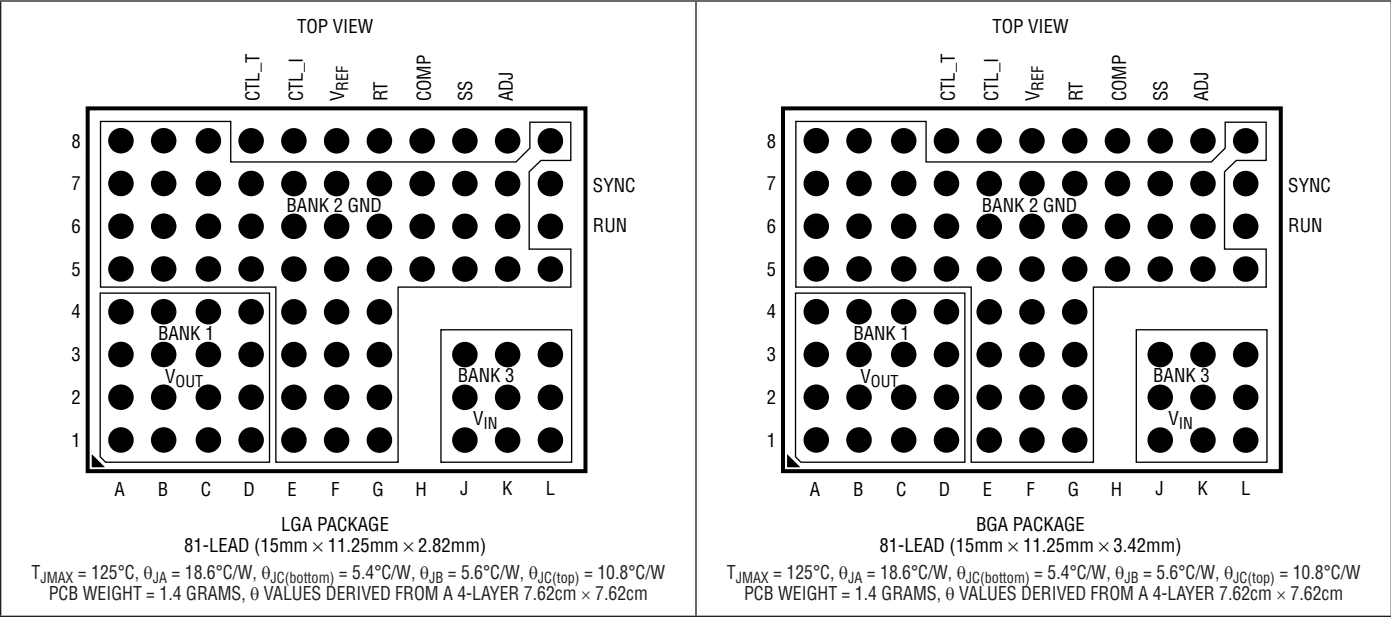 TOP VIEW
CTL_T CTL_I VREF RT COMP SS ADJ
8
7 SYNC
BANK 2 GND
6 RUN
5
4
BANK 1
3
VOUT BANK 3
2
VIN
1
A B C D E F G H J K L
LGA PACKAGE
81-LEAD (15mm × 11.25mm × 2.82mm)
TJMAX = 125°C, θJA = 18.6°C/W, θJC(bottom) = 5.4°C/W, θJB = 5.6°C/W, θJC(top) = 10.8°C/W
PCB WEIGHT = 1.4 GRAMS, θ VALUES DERIVED FROM A 4-LAYER 7.62cm × 7.62cm
TOP VIEW
CTL_T CTL_I VREF RT COMP SS ADJ
8
7 SYNC
BANK 2 GND
6 RUN
5
4
BANK 1
3
VOUT BANK 3
2
VIN
1
A B C D E F G H J K L
BGA PACKAGE
81-LEAD (15mm × 11.25mm × 3.42mm)
TJMAX = 125°C, θJA = 18.6°C/W, θJC(bottom) = 5.4°C/W, θJB = 5.6°C/W, θJC(top) = 10.8°C/W
PCB WEIGHT = 1.4 GRAMS, θ VALUES DERIVED FROM A 4-LAYER 7.62cm × 7.62cm